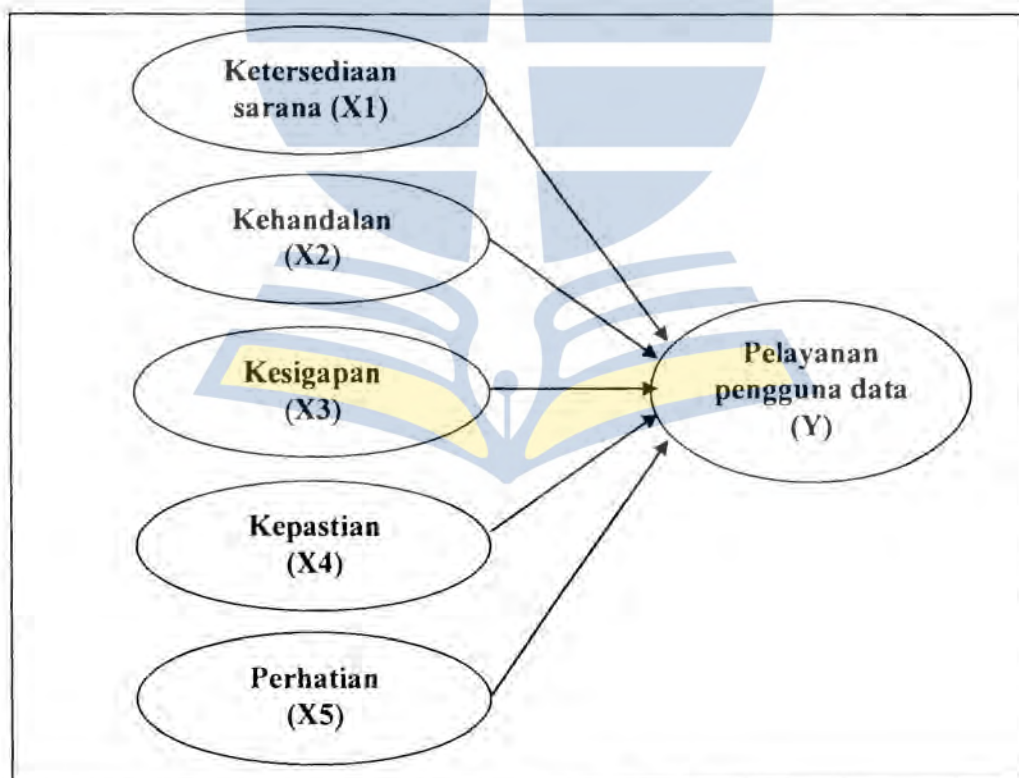 Ketersediaan
sarana (X1)
Kehandalan
(X2)
Kesigapan
(X3)
Kepastian
(X4)
Perhatian
(X5)
Pelayanan
pengguna data
(Y)